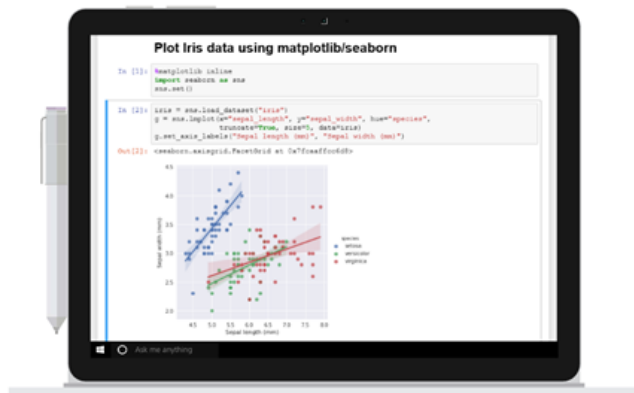 Plot Iris data using matplotlib/seaborn
In [1]: %matplotlib inline
import seaborn as sns
sns.set()
In [2]: iris = sns.load_dataset("iris")
g = sns.lmplot(x="sepal_length", y="sepal_width", hue="species",
truncate=True, size=5, data=iris)
g.set_axis_labels("Sepal length (mm)", "Sepal width (mm)")
Out[2]: <seaborn.axisgrid.FacetGrid at
4.5
4.0
3.5
3.0
2.5
2.0
Sepal width (mm)
species
setosa
versicolor
virginica
4.5 5.0 5.5 6.0 6.5 7.0 7.5 8.0
Sepal length (mm)
Ask me anything